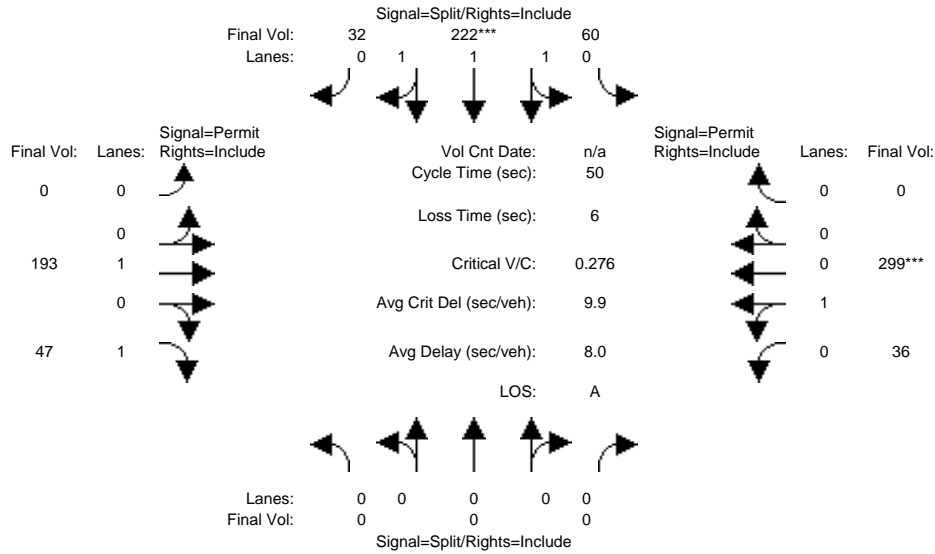 Signal=Split/Rights=Include
Final Vol: 32 222*** 60
Lanes: 0 1 1 1 0
Signal=Permit
Final Vol: Lanes: Rights=Include
Vol Cnt Date: n/a
Signal=Permit
Rights=Include Lanes: Final Vol:
Cycle Time (sec): 50
0 0
0 0
Loss Time (sec): 6
0
0
193 1
Critical V/C: 0.276
0 299***
0
Avg Crit Del (sec/veh): 9.9
1
47 1
Avg Delay (sec/veh): 8.0
0 36
LOS: A
Lanes: 0 0 0 0 0
Final Vol: 0 0 0
Signal=Split/Rights=Include